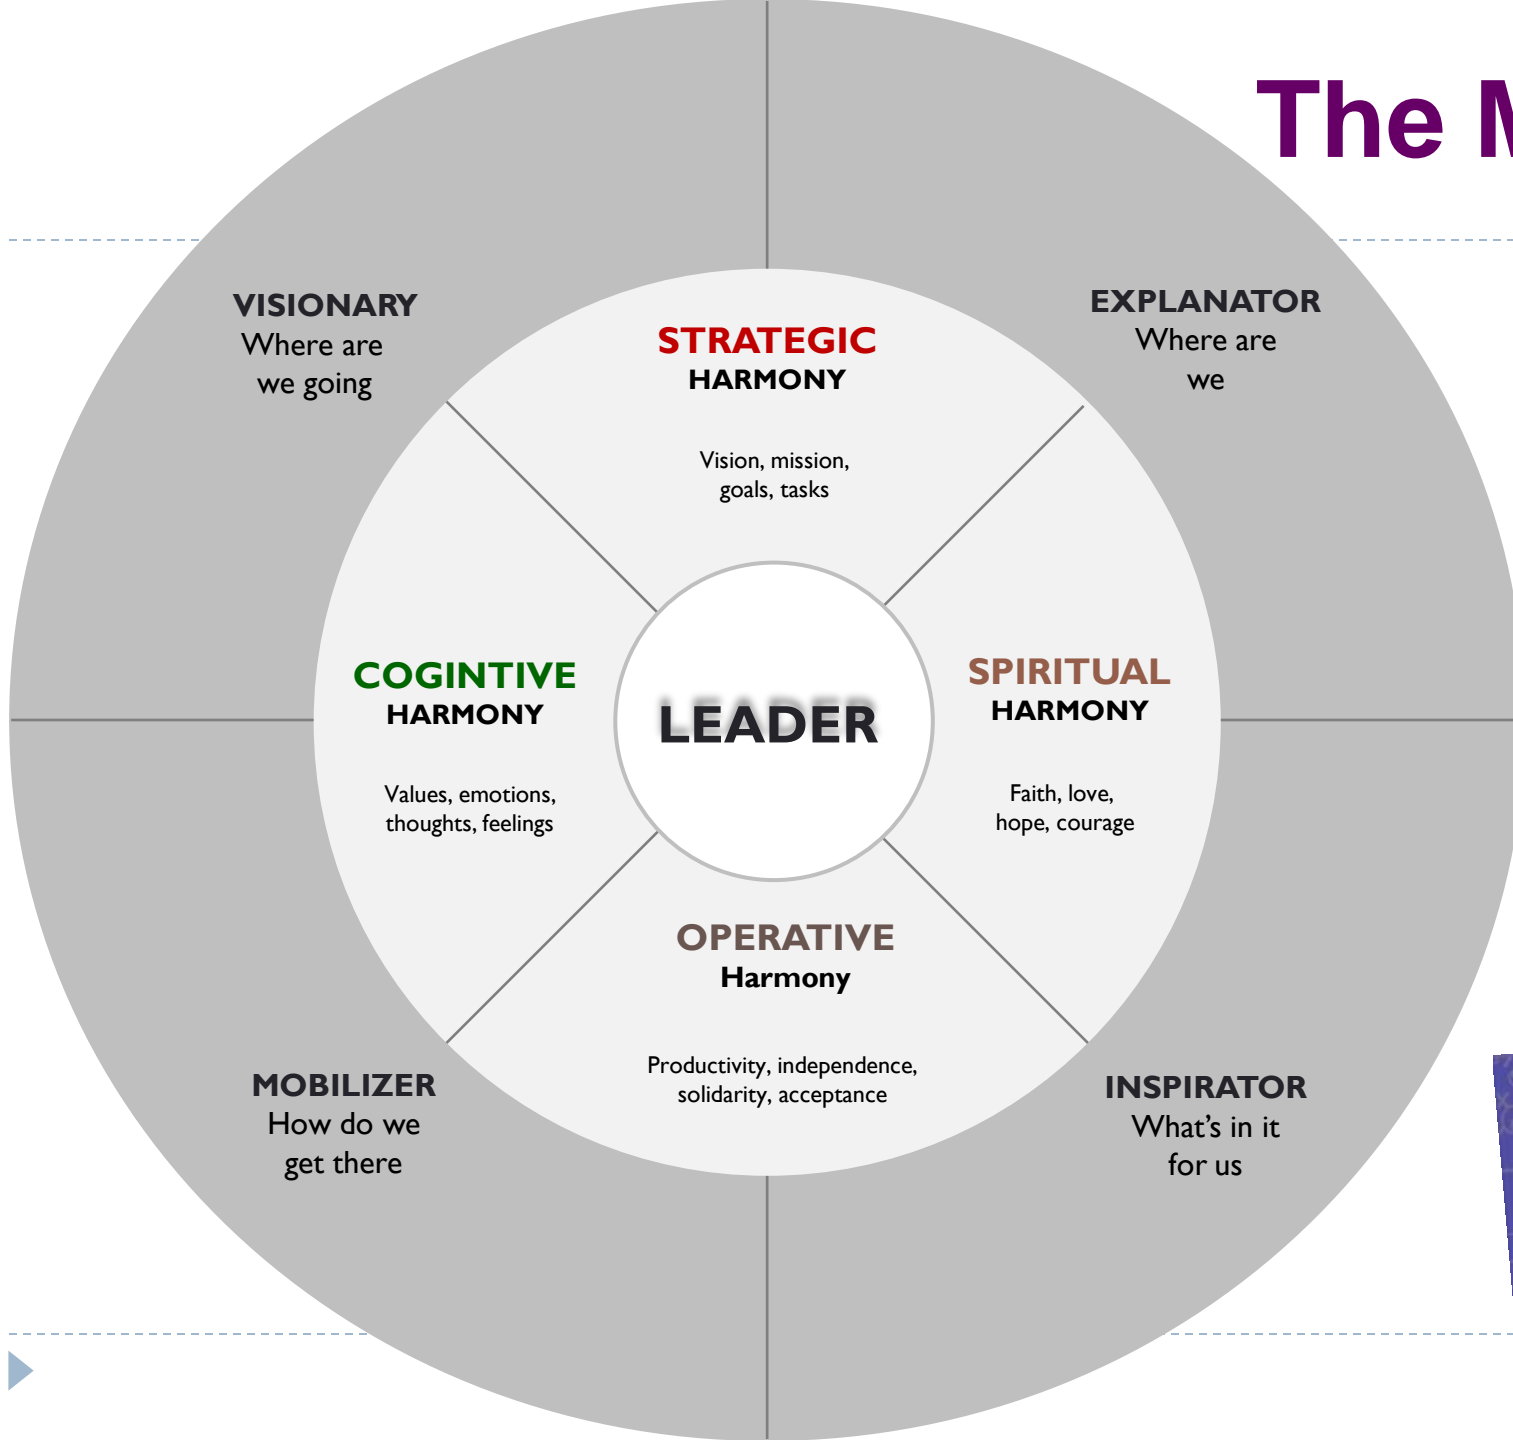 The M
VISIONARY
Where are
we going
EXPLANATOR
Where are
we
STRATEGIC
HARMONY
Vision, mission,
goals, tasks
COGINTIVE
HARMONY
Values, emotions,
thoughts, feelings
LEADER
SPIRITUAL
HARMONY
Faith, love,
hope, courage
OPERATIVE
Harmony
Productivity, independence,
solidarity, acceptance
MOBILIZER
How do we
get there
INSPIRATOR
What’s in it
for us